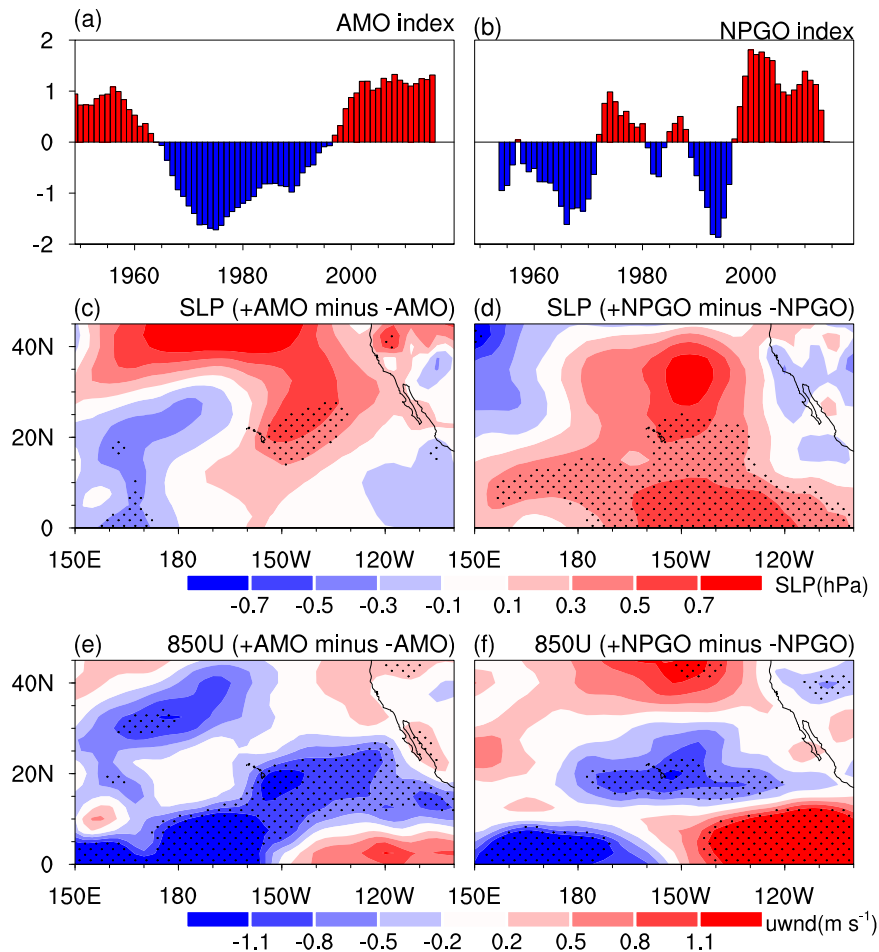 (a) AMO index
(b) NPGO index
2
1
0
-1
-2
1960 1980 2000
1960 1980 2000
(c) SLP (+AMO minus -AMO)
(d) SLP (+NPGO minus -NPGO)
40N
20N
0
150E 180 150W 120W
150E 180 150W 120W
-0.7 -0.5 -0.3 -0.1 0.1 0.3 0.5 0.7 SLP(hPa)
(e) 850U (+AMO minus -AMO)
(f) 850U (+NPGO minus -NPGO)
40N
20N
0
150E 180 150W 120W
150E 180 150W 120W
-1.1 -0.8 -0.5 -0.2 0.2 0.5 0.8 1.1 uwnd(m s⁻¹)